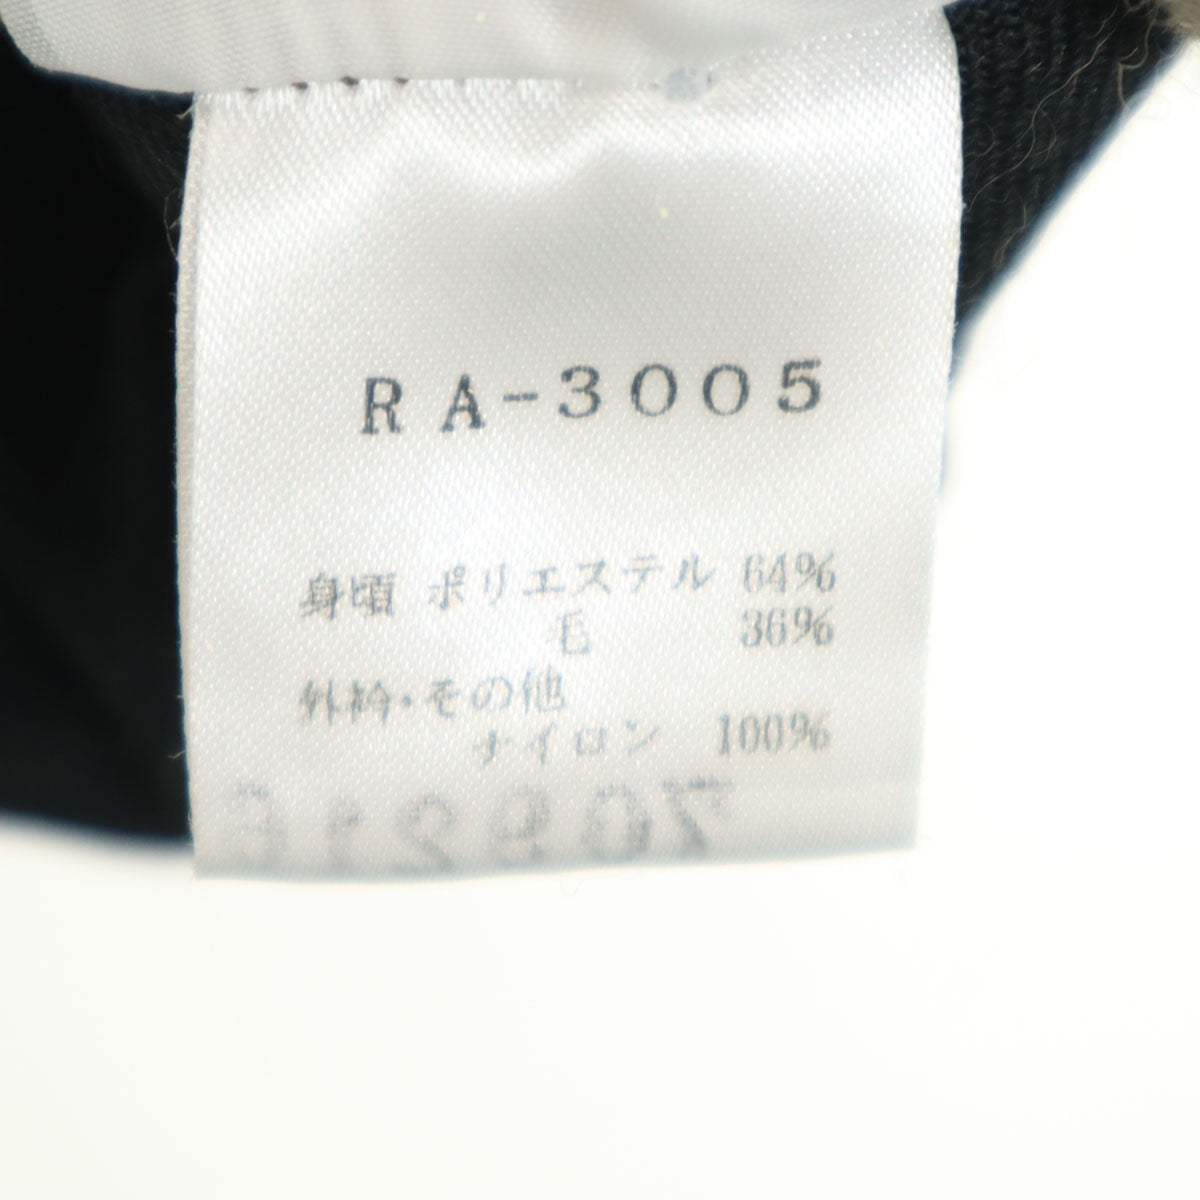 RA-3005
身頃 ポリエステル 64%
毛 36%
外衿・その他
ナイロン 100%